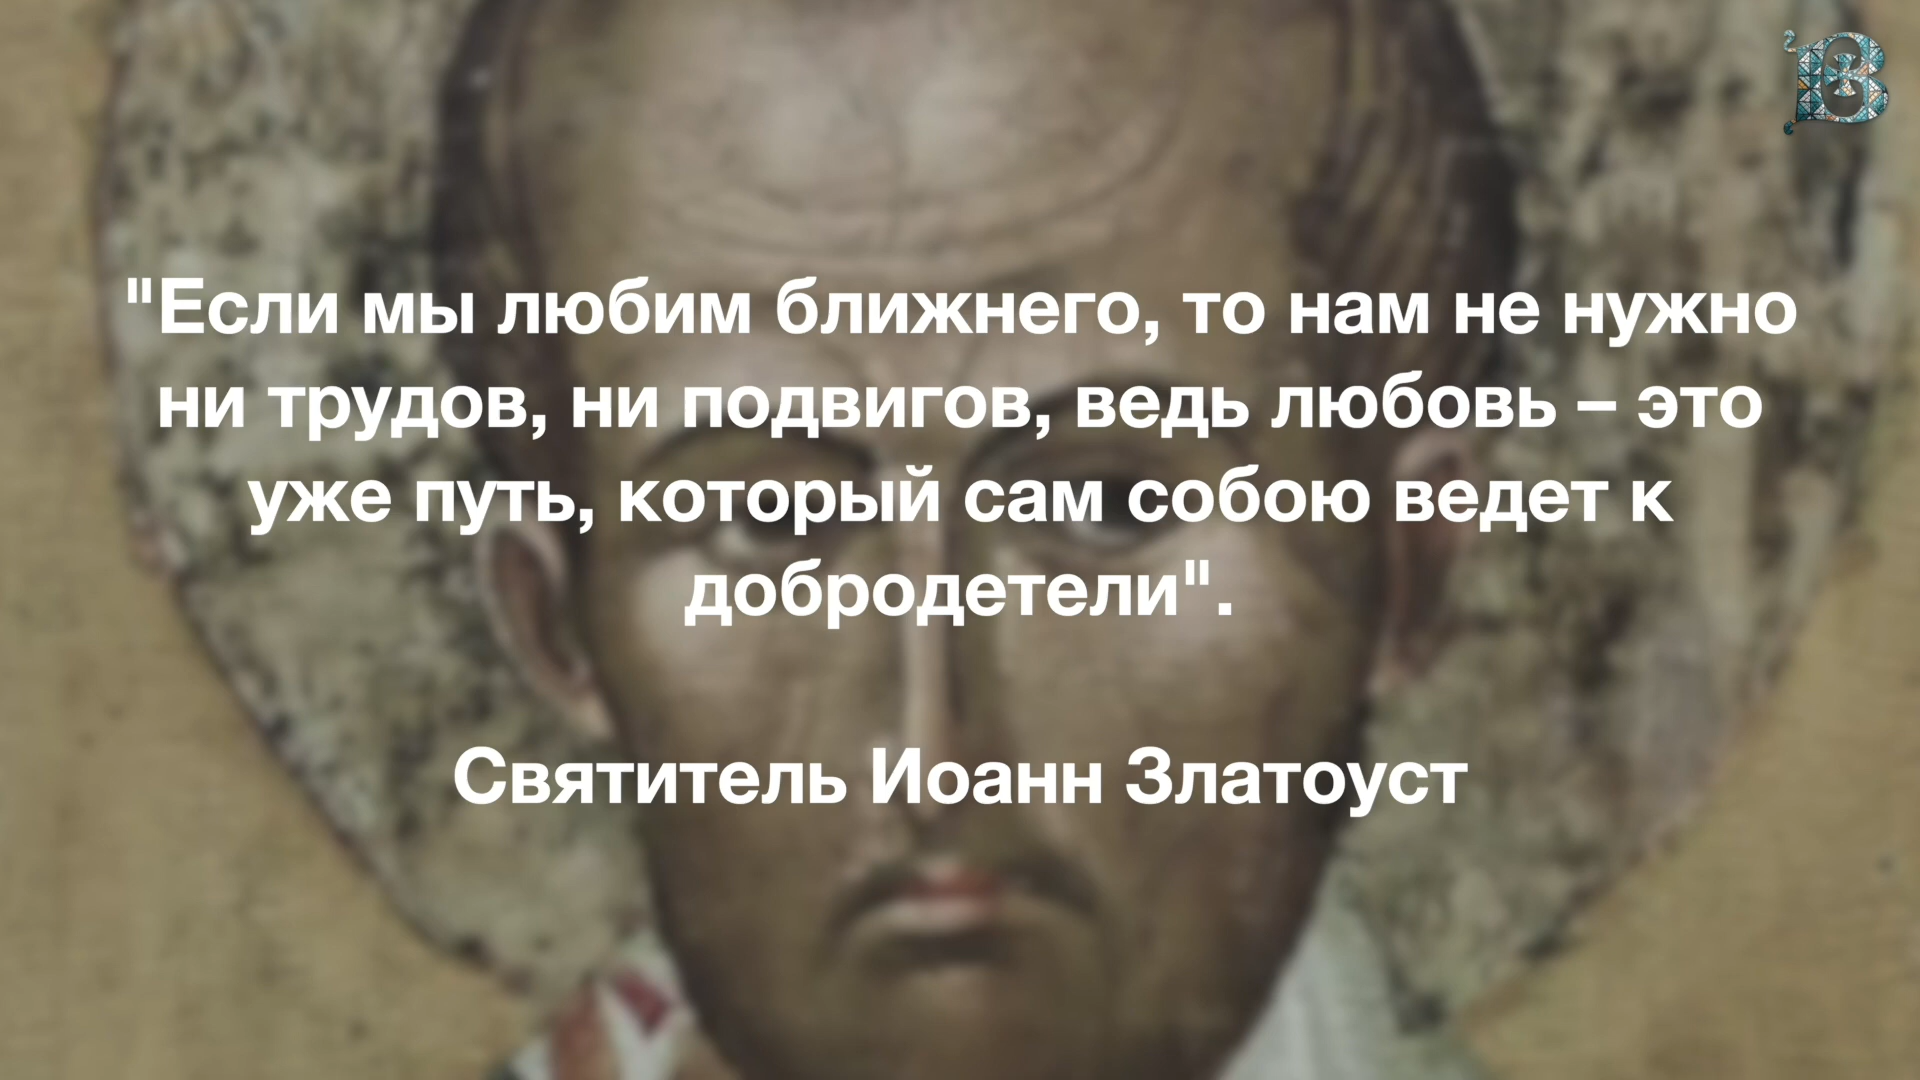 "Если мы любим ближнего, то нам не нужно
ни трудов, ни подвигов, ведь любовь – это
уже путь, который сам собою ведет к
добродетели".
Святитель Иоанн Златоуст